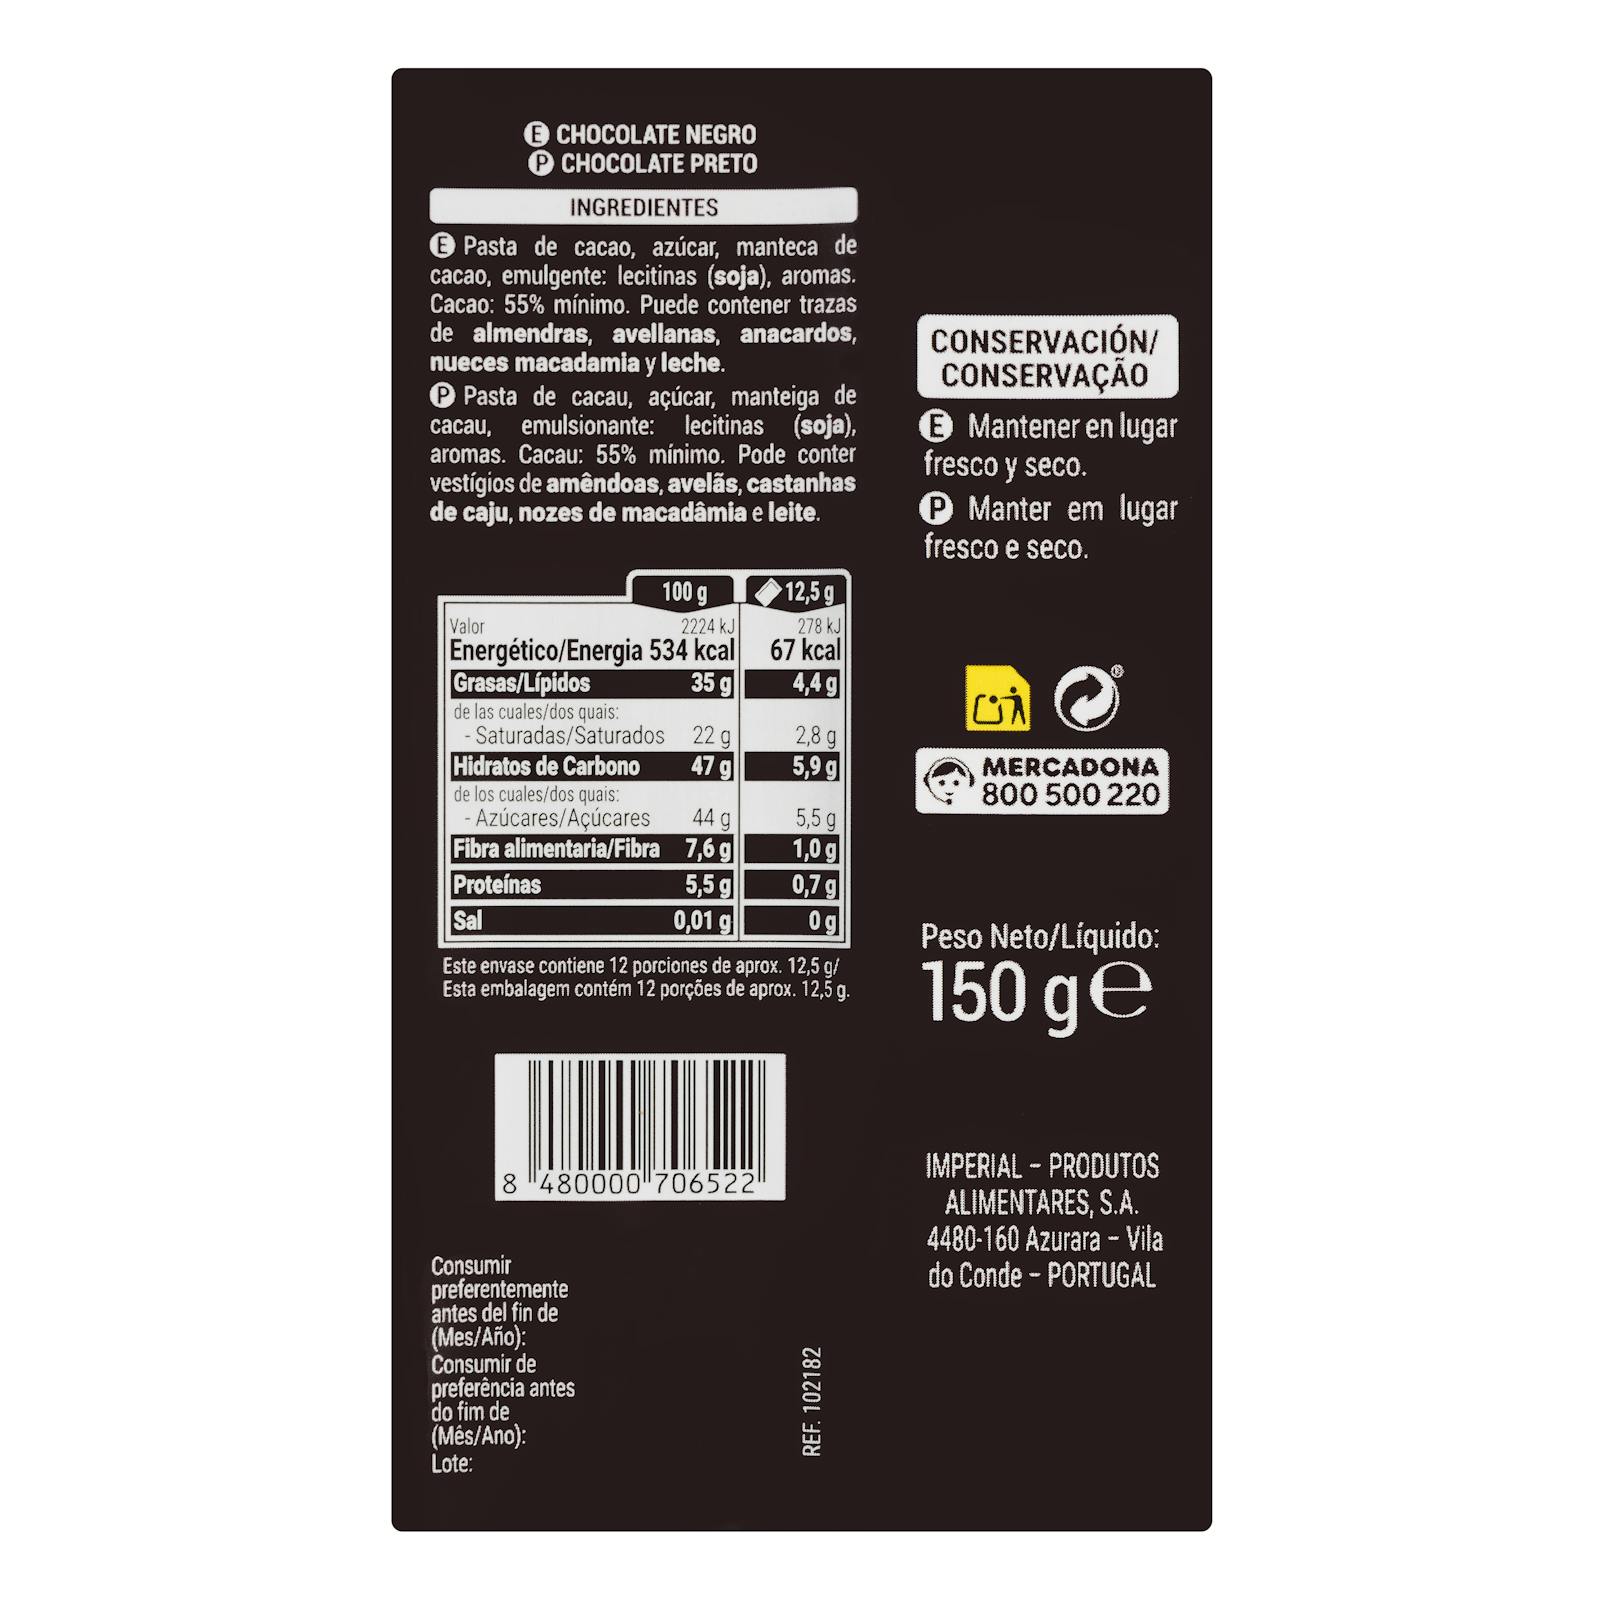 E CHOCOLATE NEGRO
P CHOCOLATE PRETO
INGREDIENTES
E Pasta de cacao, azúcar, manteca de
cacao, emulgente: lecitinas (soja), aromas.
Cacao: 55% mínimo. Puede contener trazas
de almendras, avellanas, anacardos,
nueces macadamia y leche.
P Pasta de cacau, açúcar, manteiga de
cacau, emulsionante: lecitinas (soja),
aromas. Cacau: 55% mínimo. Pode conter
vestígios de amêndoas, avelãs, castanhas
de caju, nozes de macadâmia e leite.
100 g 12,5 g
Valor 2224 kJ 278 kJ
Energético/Energia 534 kcal 67 kcal
Grasas/Lípidos 35 g 4,4 g
de las cuales/dos quais:
- Saturadas/Saturados 22 g 2,8 g
Hidratos de Carbono 47 g 5,9 g
de los cuales/dos quais:
- Azúcares/Açúcares 44 g 5,5 g
Fibra alimentaria/Fibra 7,6 g 1,0 g
Proteínas 5,5 g 0,7 g
Sal 0,01 g 0 g
Este envase contiene 12 porciones de aprox. 12,5 g/
Esta embalagem contém 12 porções de aprox. 12,5 g.
8 480000 706522
Consumir
preferentemente
antes del fin de
(Mes/Año):
Consumir de
preferência antes
do fim de
(Mês/Ano):
Lote:
REF. 102182
CONSERVACIÓN/
CONSERVAÇÃO
E Mantener en lugar
fresco y seco.
P Manter em lugar
fresco e seco.
®
MERCADONA
800 500 220
Peso Neto/Líquido:
150 g e
IMPERIAL - PRODUTOS
ALIMENTARES, S.A.
4480-160 Azurara - Vila
do Conde - PORTUGAL